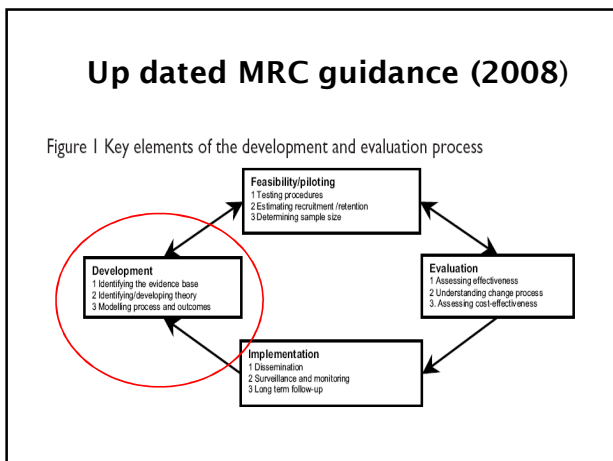 Up dated MRC guidance (2008)
Figure 1 Key elements of the development and evaluation process
Feasibility/piloting
1 Testing procedures
2 Estimating recruitment /retention
3 Determining sample size
Development
1 Identifying the evidence base
2 Identifying/developing theory
3 Modelling process and outcomes
Evaluation
1 Assessing effectiveness
2 Understanding change process
3. Assessing cost-effectiveness
Implementation
1 Dissemination
2 Surveillance and monitoring
3 Long term follow-up